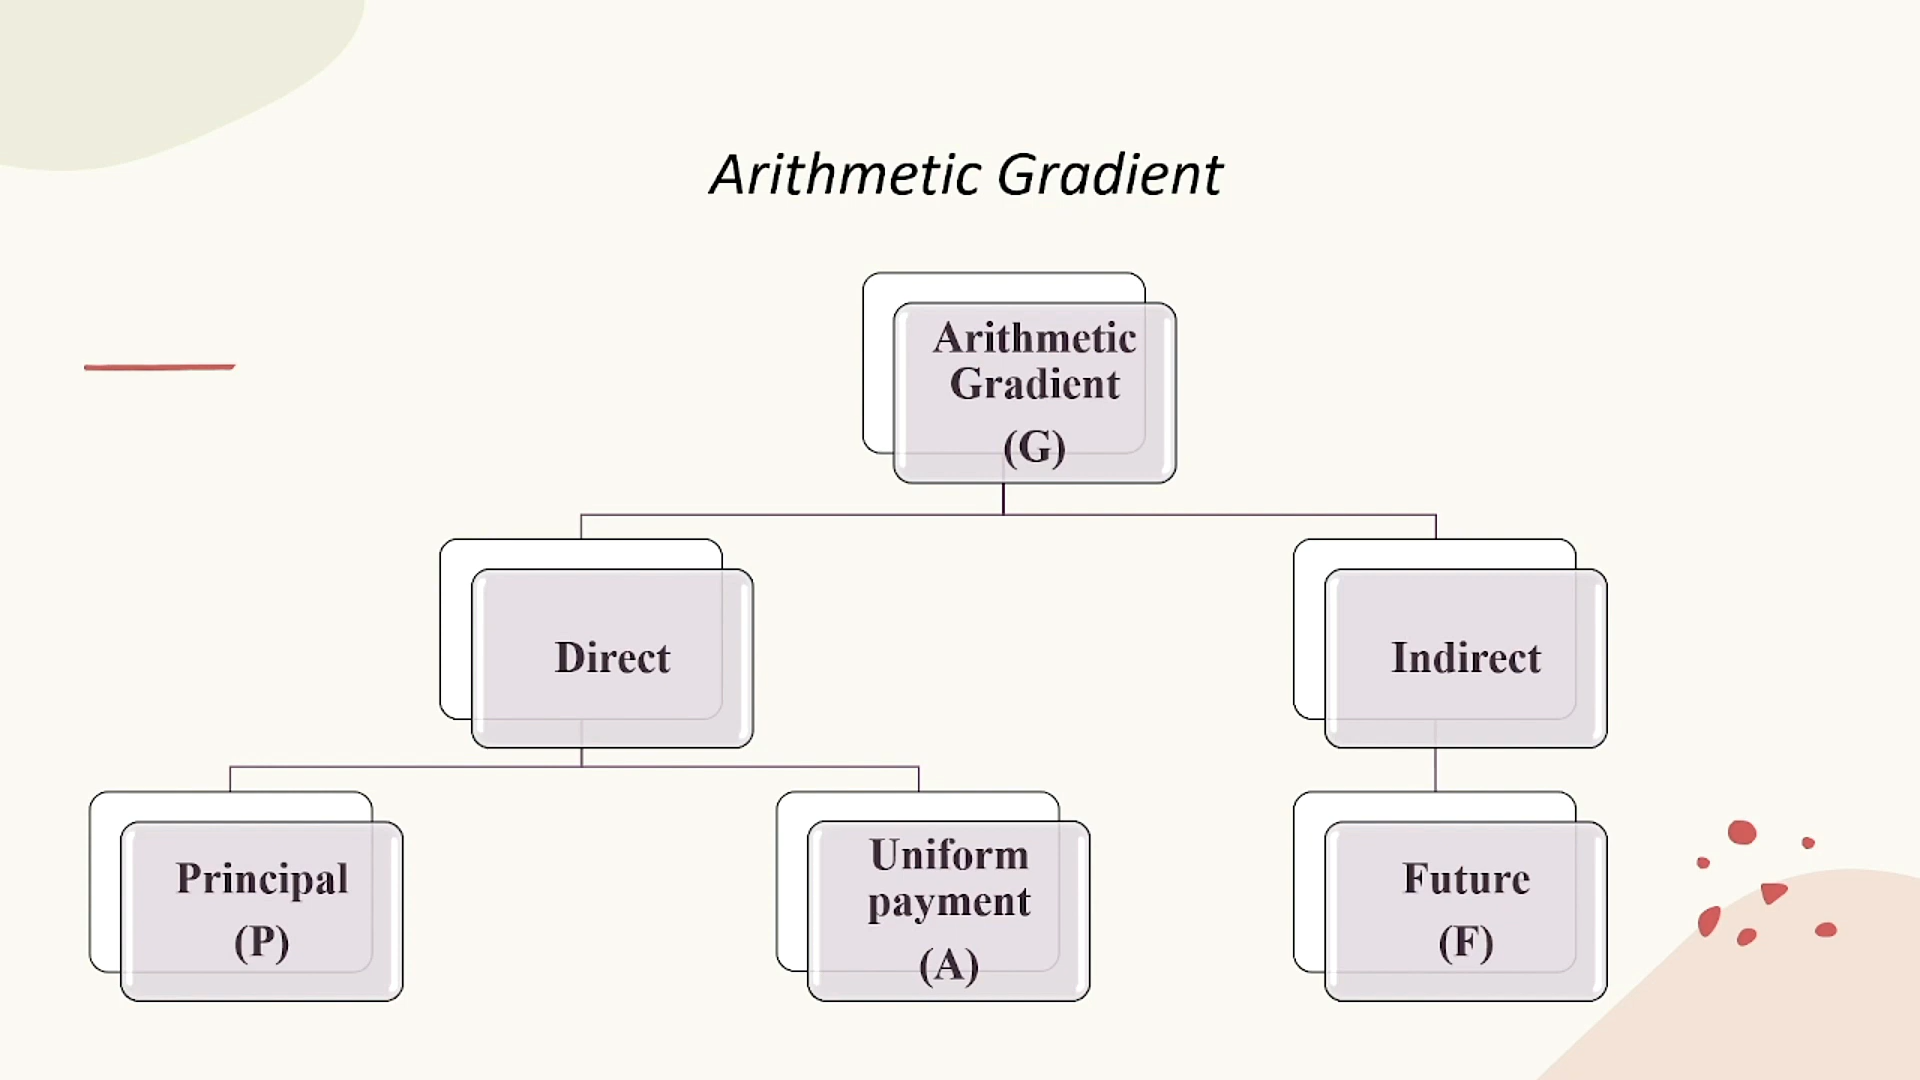 Arithmetic Gradient
Arithmetic
Gradient
(G)
Direct
Indirect
Principal
(P)
Uniform
payment
(A)
Future
(F)